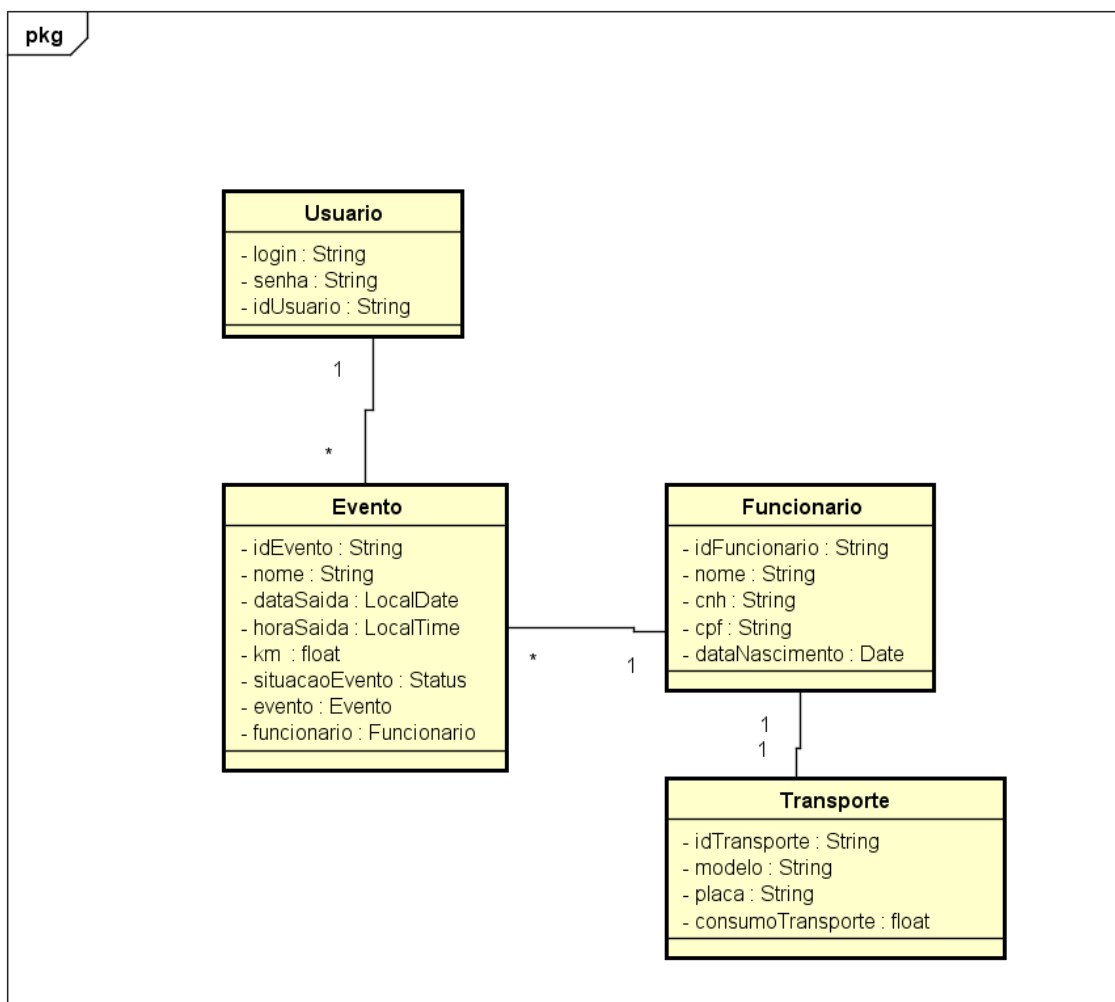 pkg
Usuario
- login : String
- senha : String
- idUsuario : String
1
*
Evento
- idEvento : String
- nome : String
- dataSaida : LocalDate
- horaSaida : LocalTime
- km : float
- situacaoEvento : Status
- evento : Evento
- funcionario : Funcionario
*
1
Funcionario
- idFuncionario : String
- nome : String
- cnh : String
- cpf : String
- dataNascimento : Date
1
1
Transporte
- idTransporte : String
- modelo : String
- placa : String
- consumoTransporte : float